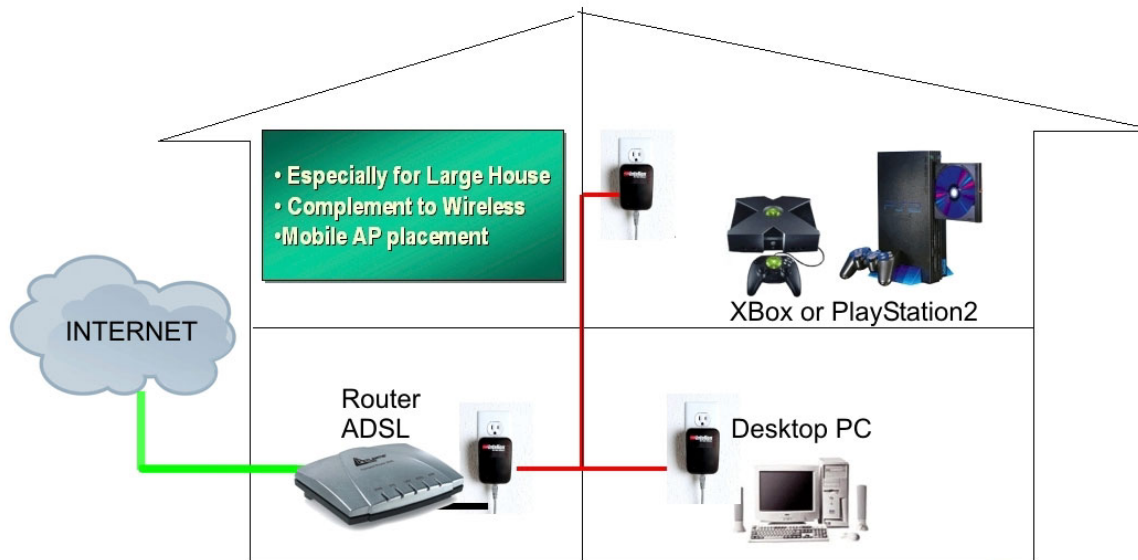 • Especially for Large House
• Complement to Wireless
•Mobile AP placement
INTERNET
XBox or PlayStation2
Router
ADSL
Desktop PC